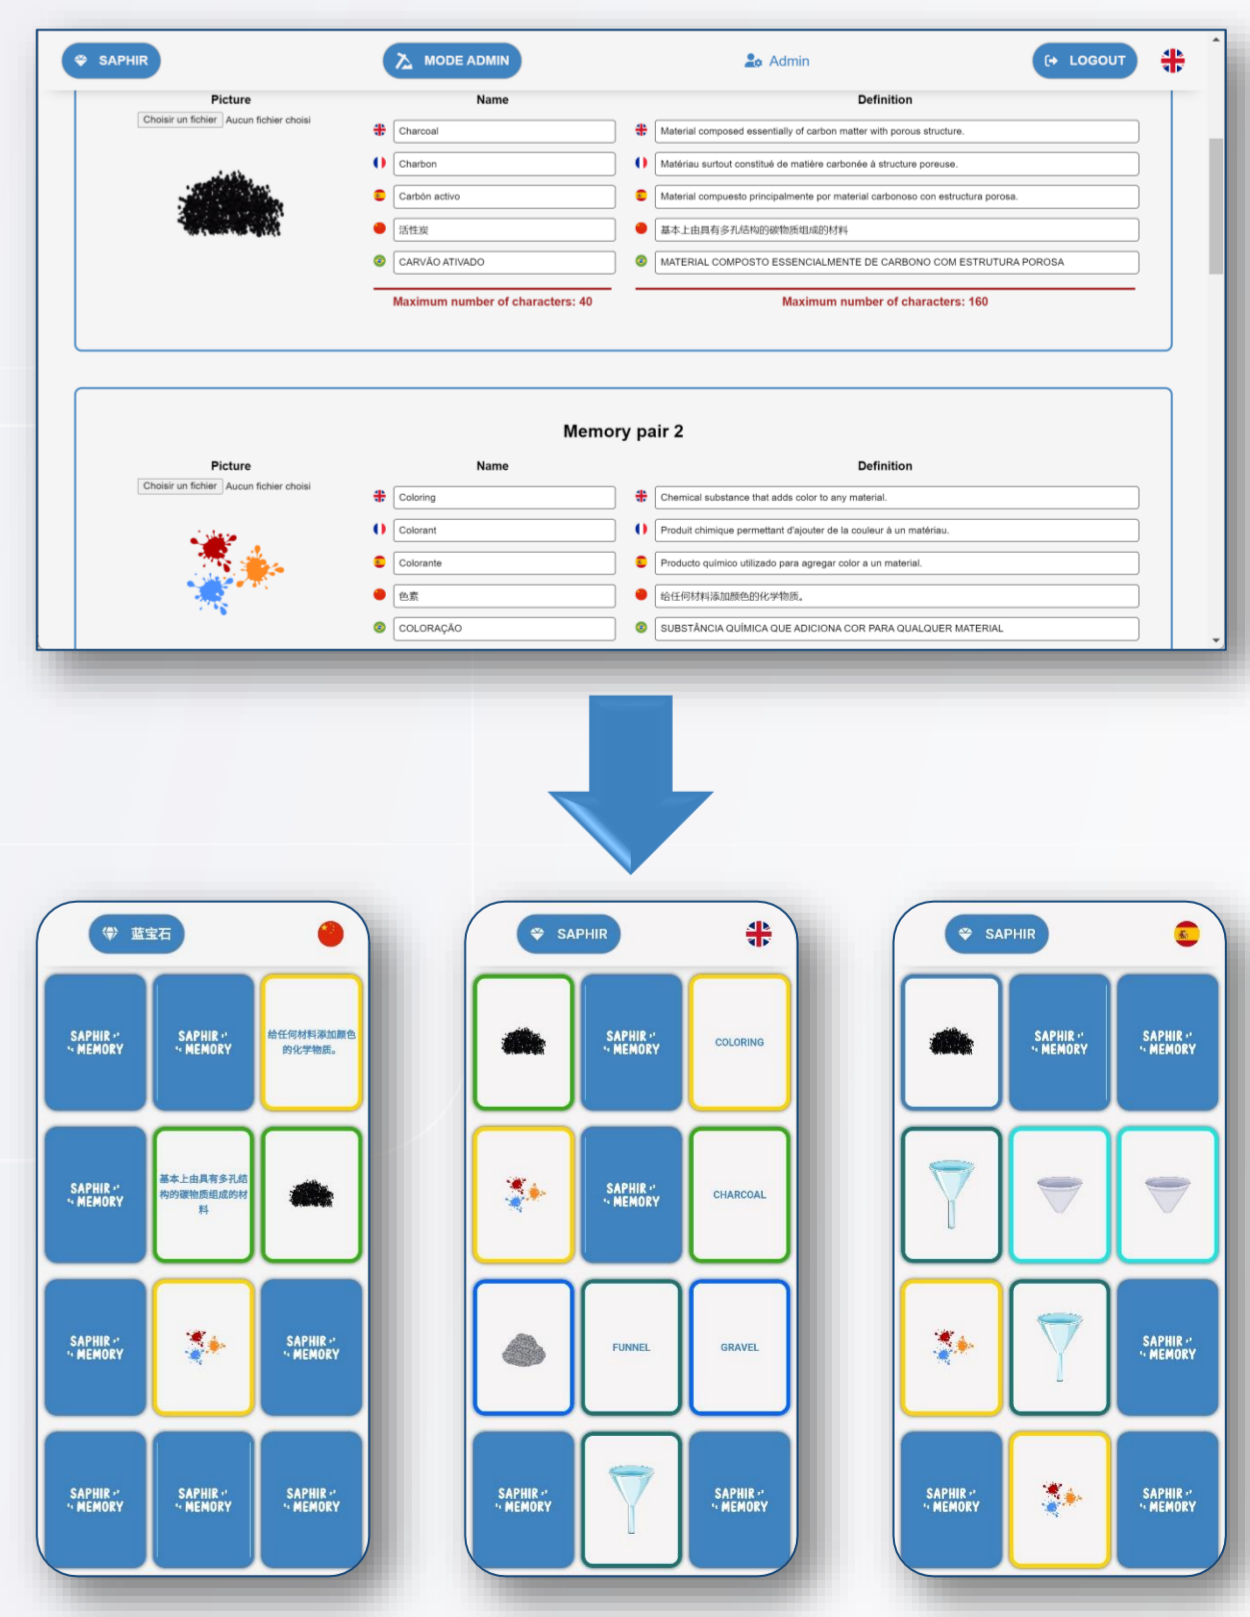 SAPHIR
MODE ADMIN
Admin
LOGOUT
Picture
Name
Definition
Choisir un fichier Aucun fichier choisi
Charcoal
Material composed essentially of carbon matter with porous structure.
Charbon
Matériau surtout constitué de matière carbonée à structure poreuse.
Carbón activo
Material compuesto principalmente por material carbonoso con estructura porosa.
活性炭
基本上由具有多孔结构的碳物质组成的材料
CARVÃO ATIVADO
MATERIAL COMPOSTO ESSENCIALMENTE DE CARBONO COM ESTRUTURA POROSA
Maximum number of characters: 40
Maximum number of characters: 160
Memory pair 2
Picture
Name
Definition
Choisir un fichier Aucun fichier choisi
Coloring
Chemical substance that adds color to any material.
Colorant
Produit chimique permettant d'ajouter de la couleur à un matériau.
Colorante
Producto químico utilizado para agregar color a un material.
色素
给任何材料添加颜色的化学物质。
COLORAÇÃO
SUBSTÂNCIA QUÍMICA QUE ADICIONA COR PARA QUALQUER MATERIAL
蓝宝石
SAPHIR
MEMORY
SAPHIR
MEMORY
给任何材料添加颜色
的化学物质。
SAPHIR
MEMORY
基本上由具有多孔结
构的碳物质组成的材
料
SAPHIR
MEMORY
SAPHIR
MEMORY
SAPHIR
MEMORY
SAPHIR
MEMORY
SAPHIR
MEMORY
SAPHIR
SAPHIR
MEMORY
COLORING
SAPHIR
MEMORY
CHARCOAL
FUNNEL
GRAVEL
SAPHIR
MEMORY
SAPHIR
MEMORY
SAPHIR
SAPHIR
MEMORY
SAPHIR
MEMORY
SAPHIR
MEMORY
SAPHIR
MEMORY
SAPHIR
MEMORY